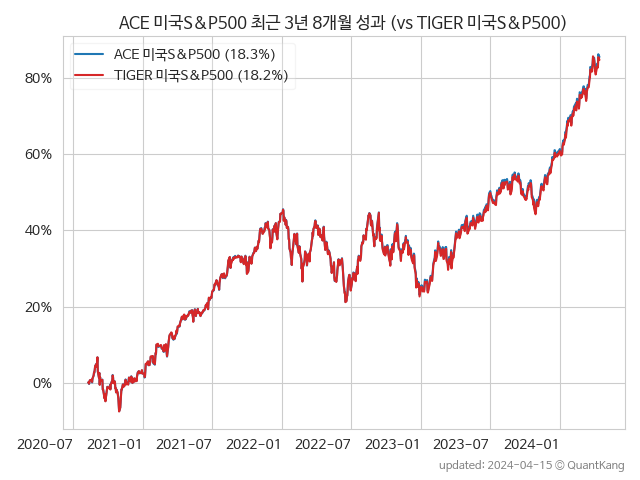 ACE 미국S&P500 최근 3년 8개월 성과 (vs TIGER 미국S&P500)
ACE 미국S&P500 (18.3%)
TIGER 미국S&P500 (18.2%)
80%
60%
40%
20%
0%
2020-07 2021-01 2021-07 2022-01 2022-07 2023-01 2023-07 2024-01
updated: 2024-04-15 © QuantKang